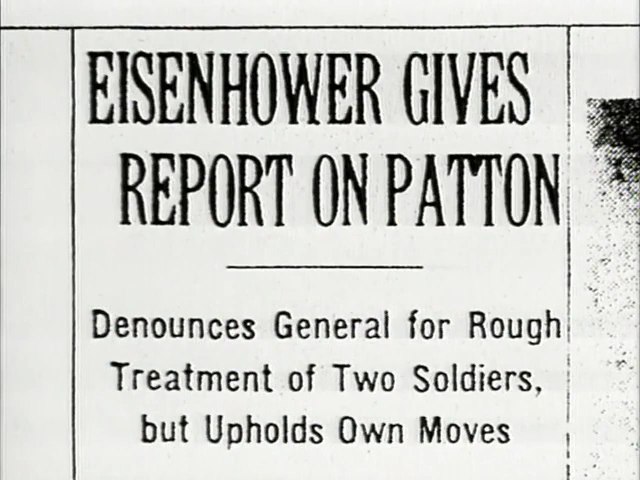 EISENHOWER GIVES
REPORT ON PATTON
Denounces General for Rough
Treatment of Two Soldiers,
but Upholds Own Moves